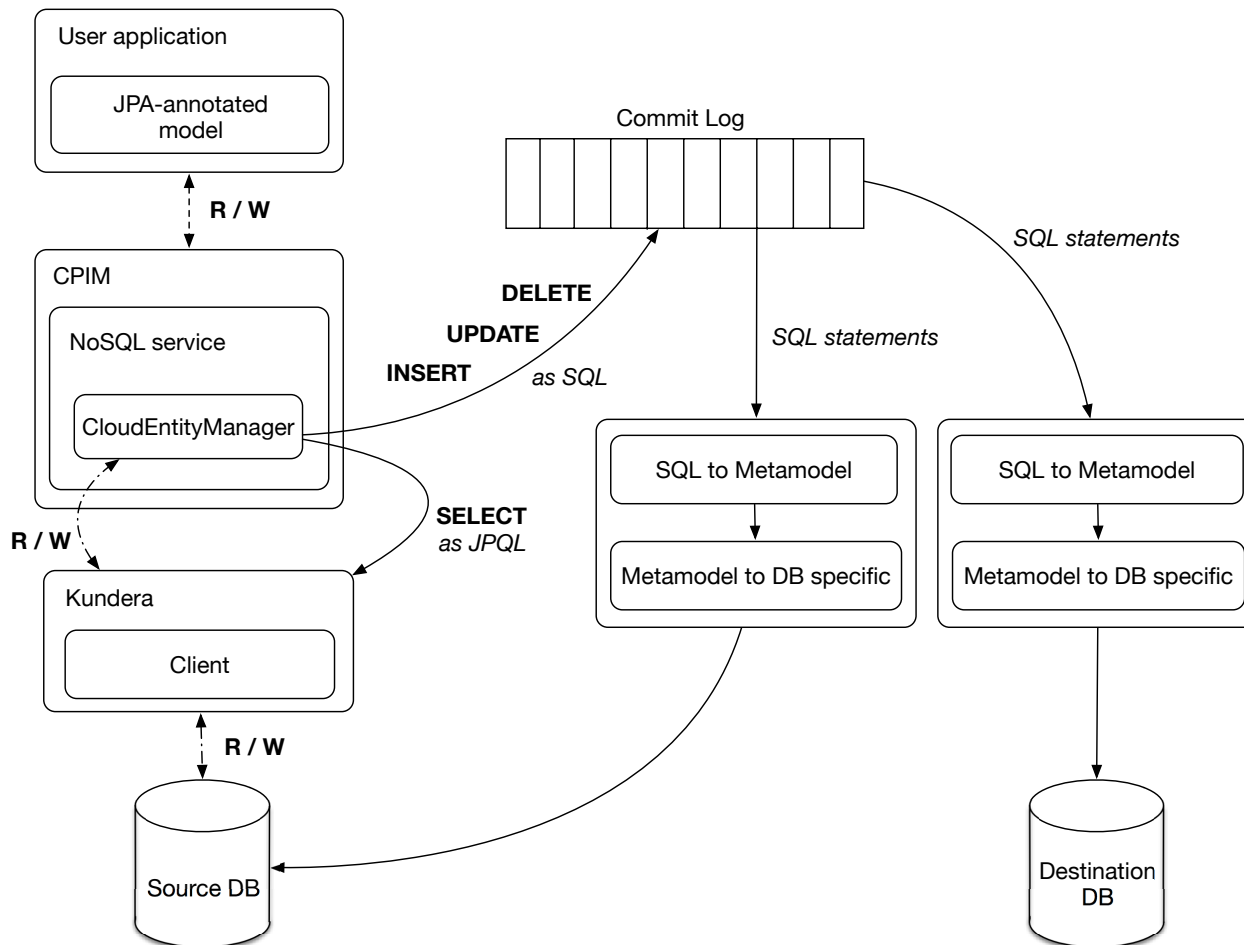 User application
JPA-annotated
model
R / W
CPIM
NoSQL service
CloudEntityManager
R / W
Kundera
Client
R / W
Source DB
DELETE
UPDATE
INSERT
as SQL
SELECT
as JPQL
Commit Log
SQL statements
SQL statements
SQL to Metamodel
Metamodel to DB specific
SQL to Metamodel
Metamodel to DB specific
Destination
DB